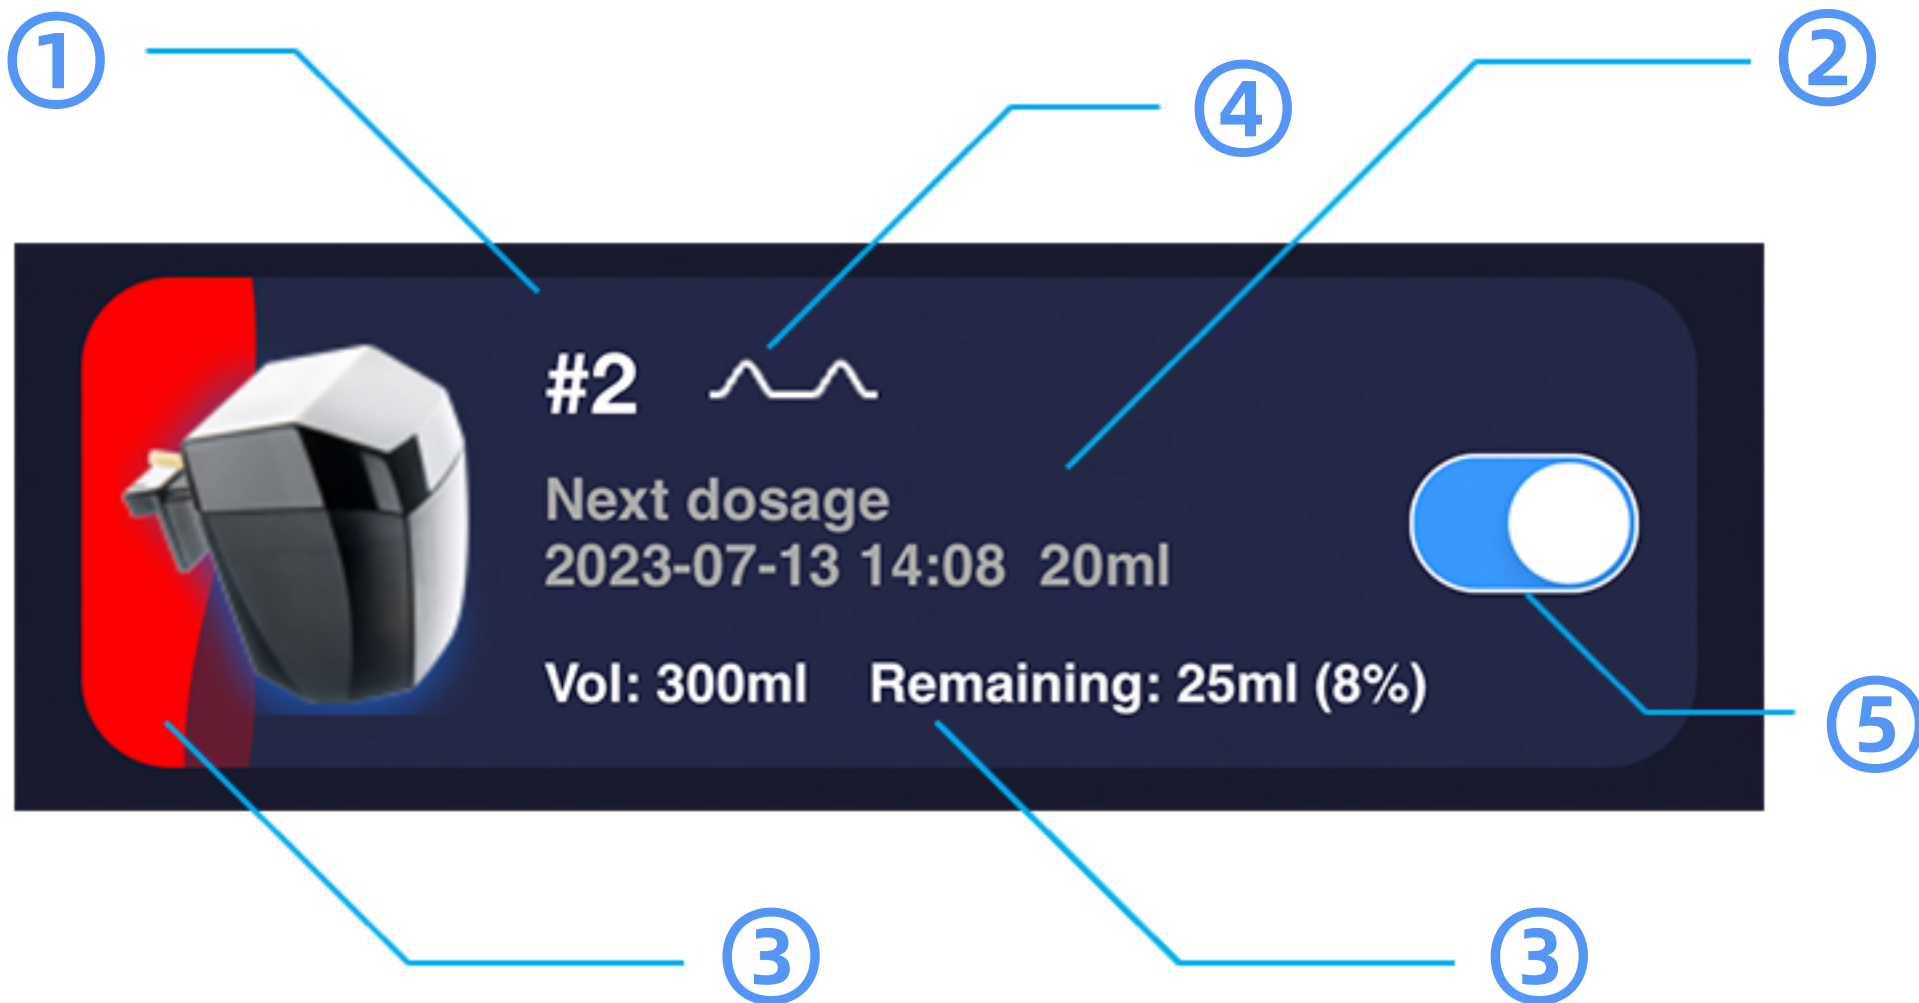 ①
④
②
#2
Next dosage
2023-07-13 14:08 20ml
Vol: 300ml Remaining: 25ml (8%)
⑤
③ ③